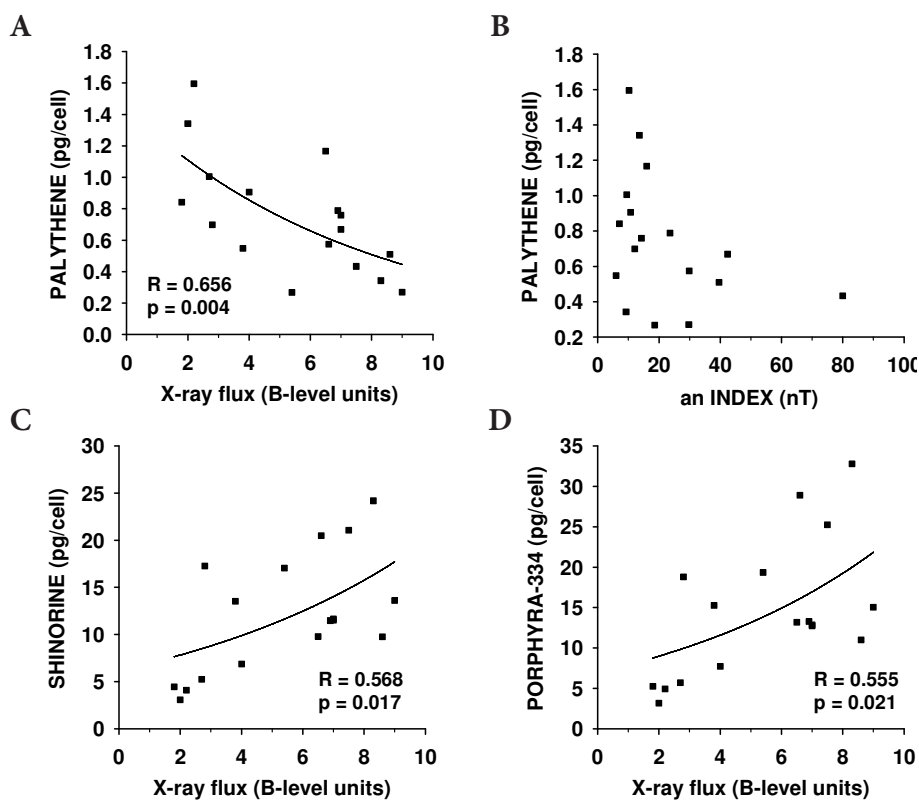 A
PALYTHENE (pg/cell)
1.8
1.6
1.4
1.2
1.0
0.8
0.6
0.4
0.2
0.0
R = 0.656
p = 0.004
0 2 4 6 8 10
X-ray flux (B-level units)
B
PALYTHENE (pg/cell)
1.8
1.6
1.4
1.2
1.0
0.8
0.6
0.4
0.2
0 20 40 60 80 100
an INDEX (nT)
C
SHINORINE (pg/cell)
30
25
20
15
10
5
0
R = 0.568
p = 0.017
0 2 4 6 8 10
X-ray flux (B-level units)
D
PORPHYRA-334 (pg/cell)
35
30
25
20
15
10
5
0
R = 0.555
p = 0.021
0 2 4 6 8 10
X-ray flux (B-level units)